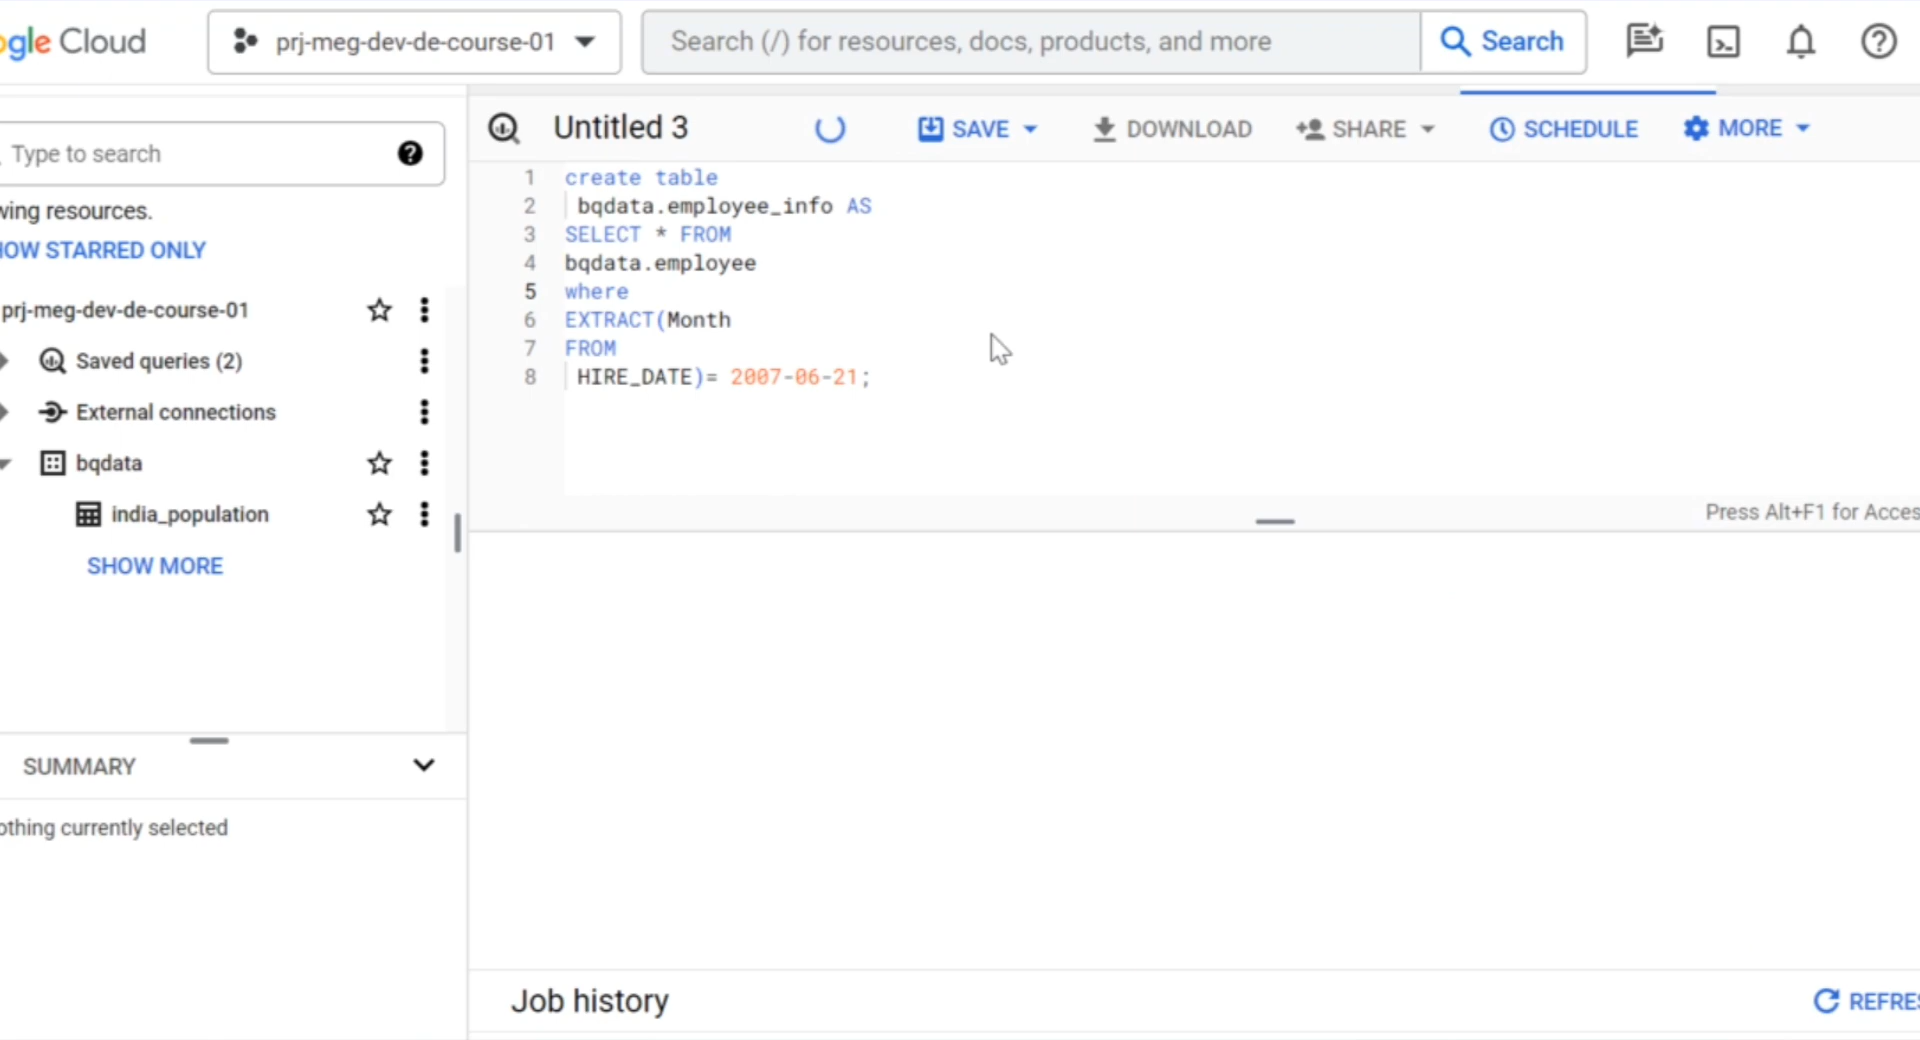 ogle Cloud
prj-meg-dev-de-course-01
Search (/) for resources, docs, products, and more
Search
Type to search
wing resources.
HOW STARRED ONLY
prj-meg-dev-de-course-01
Saved queries (2)
External connections
bqdata
india_population
SHOW MORE
SUMMARY
othing currently selected
Untitled 3
SAVE
DOWNLOAD
SHARE
SCHEDULE
MORE
1 create table
2 bqdata.employee_info AS
3 SELECT * FROM
4 bqdata.employee
5 where
6 EXTRACT(Month
7 FROM
8 HIRE_DATE)= 2007-06-21;
Press Alt+F1 for Acces
Job history
REFRES